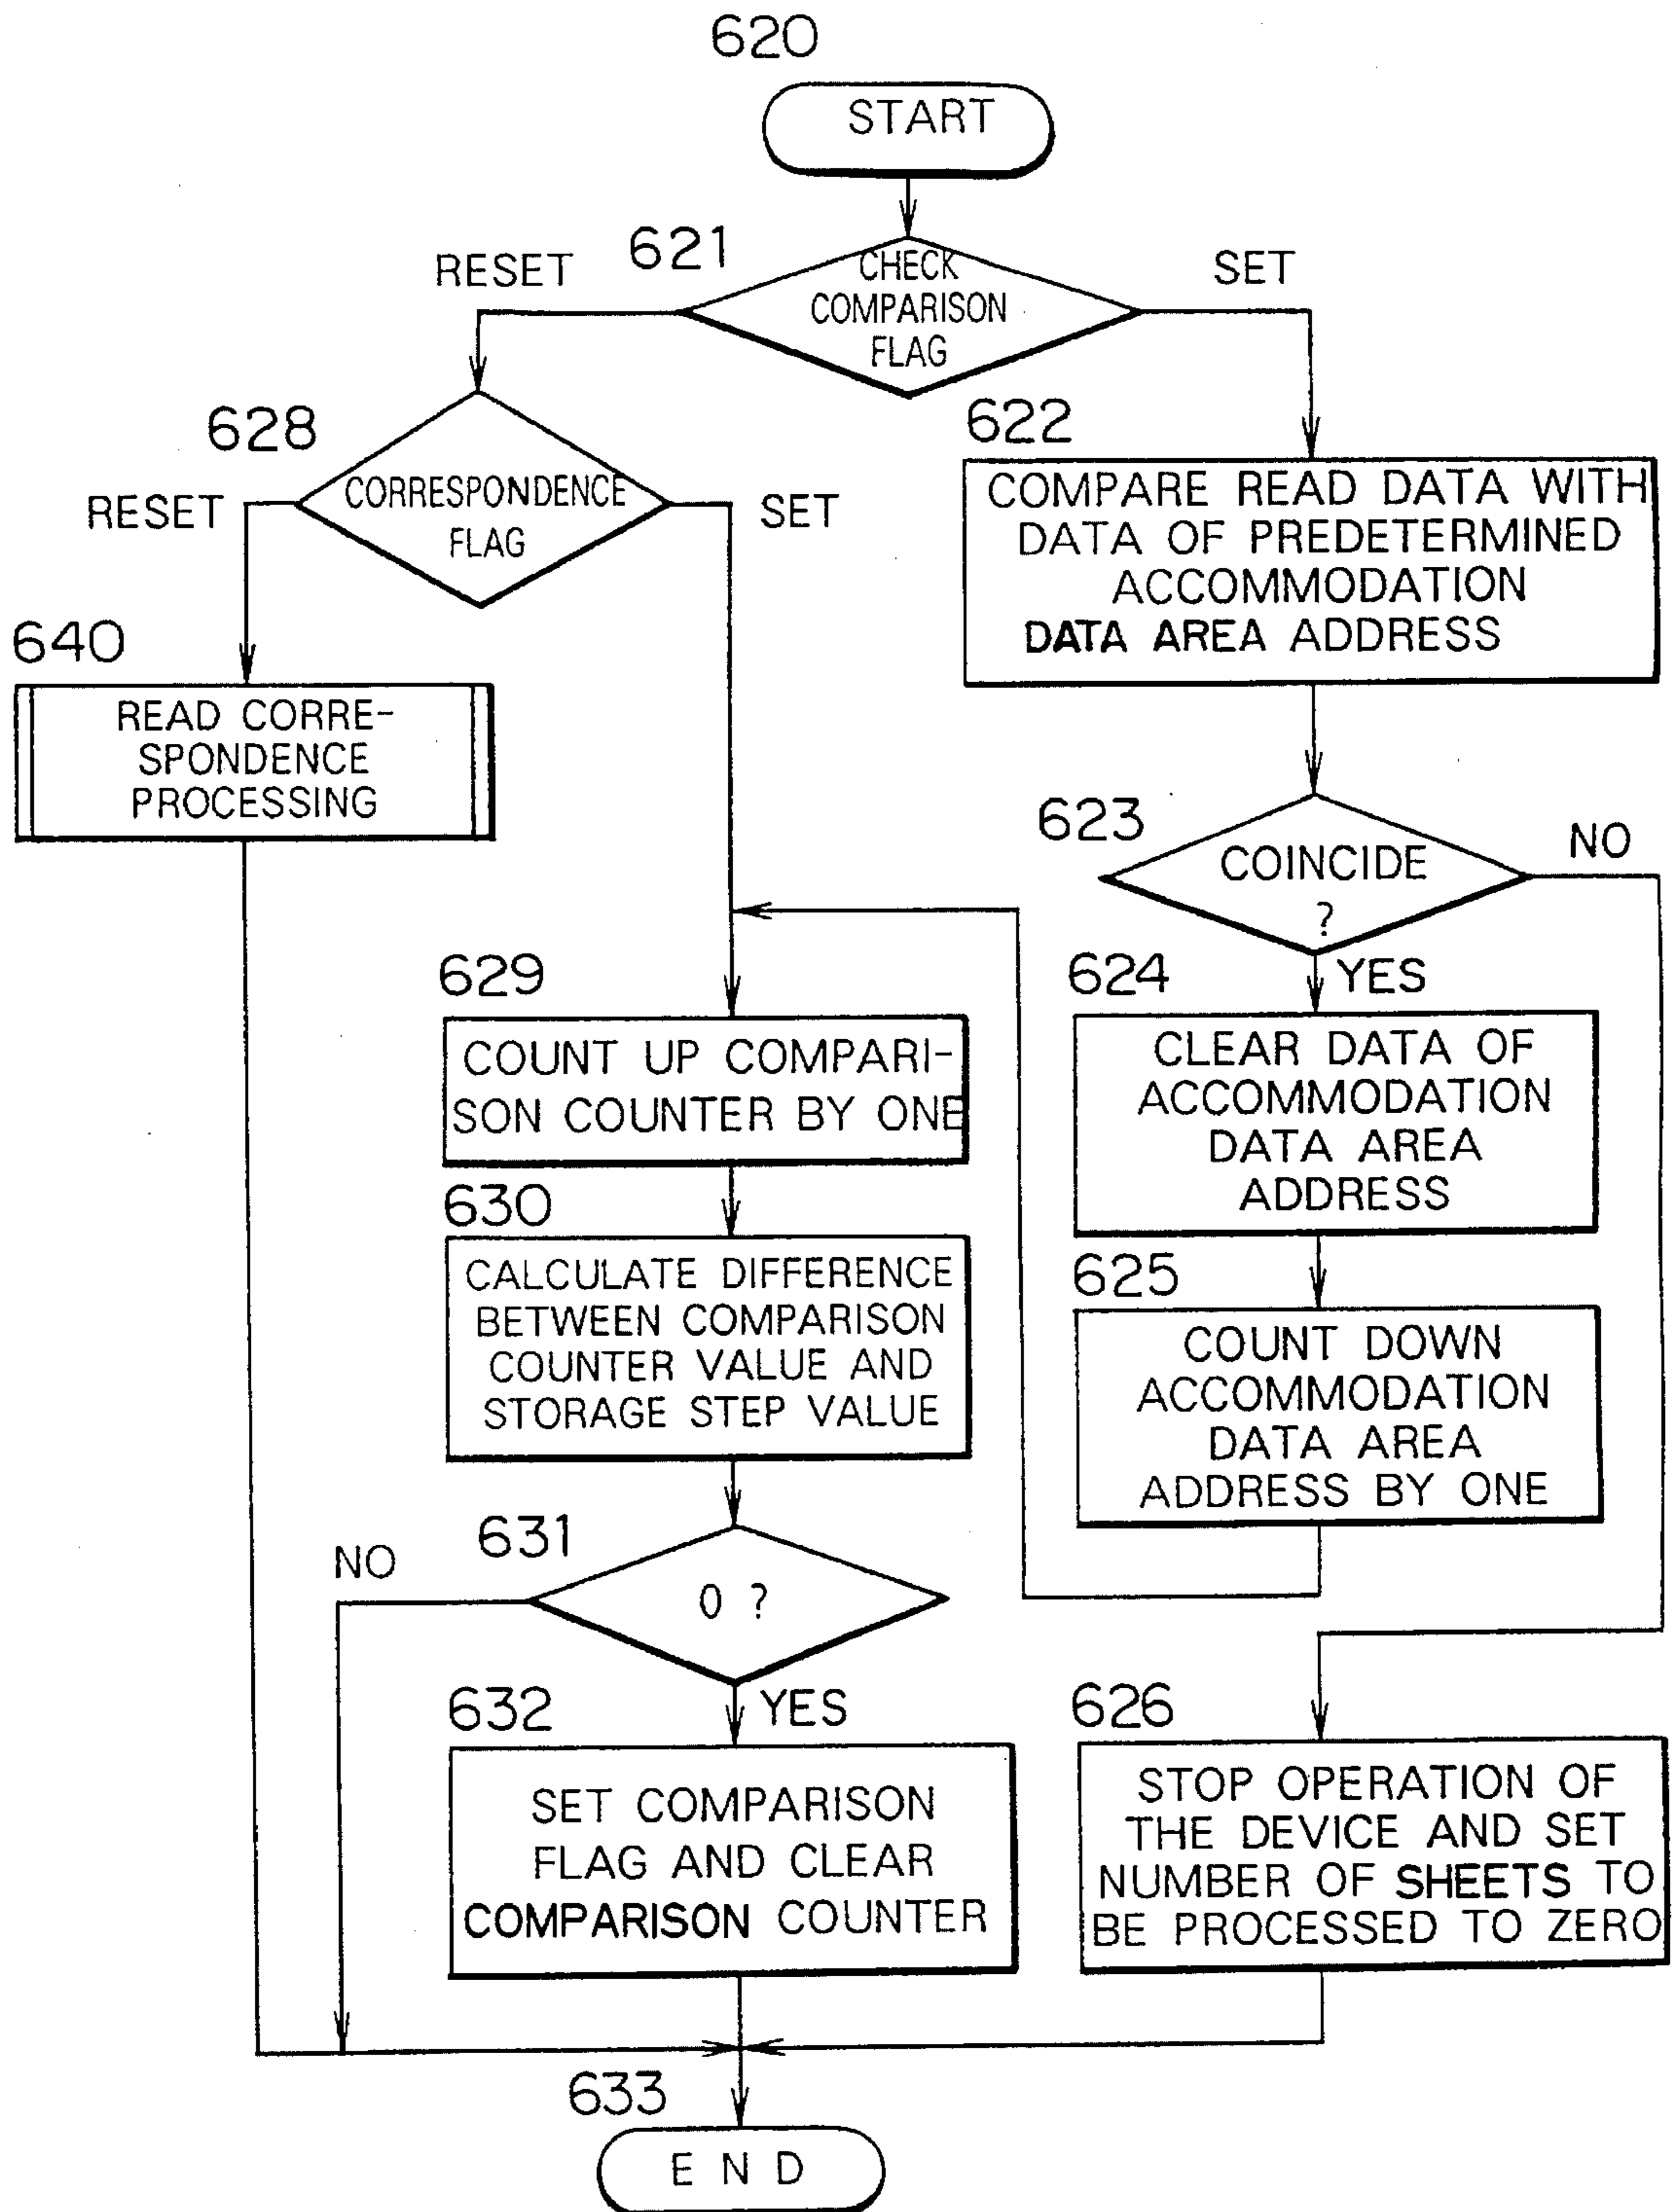 620
START
621
RESET
CHECK
COMPARISON
FLAG
SET
628
RESET
CORRESPONDENCE
FLAG
SET
622
COMPARE READ DATA WITH
DATA OF PREDETERMINED
ACCOMMODATION
DATA AREA ADDRESS
640
READ CORRE-
SPONDENCE
PROCESSING
623
COINCIDE
?
NO
YES
624
CLEAR DATA OF
ACCOMMODATION
DATA AREA
ADDRESS
629
COUNT UP COMPARI-
SON COUNTER BY ONE
630
CALCULATE DIFFERENCE
BETWEEN COMPARISON
COUNTER VALUE AND
STORAGE STEP VALUE
625
COUNT DOWN
ACCOMMODATION
DATA AREA
ADDRESS BY ONE
631
NO
0 ?
YES
632
SET COMPARISON
FLAG AND CLEAR
COMPARISON COUNTER
626
STOP OPERATION OF
THE DEVICE AND SET
NUMBER OF SHEETS TO
BE PROCESSED TO ZERO
633
END